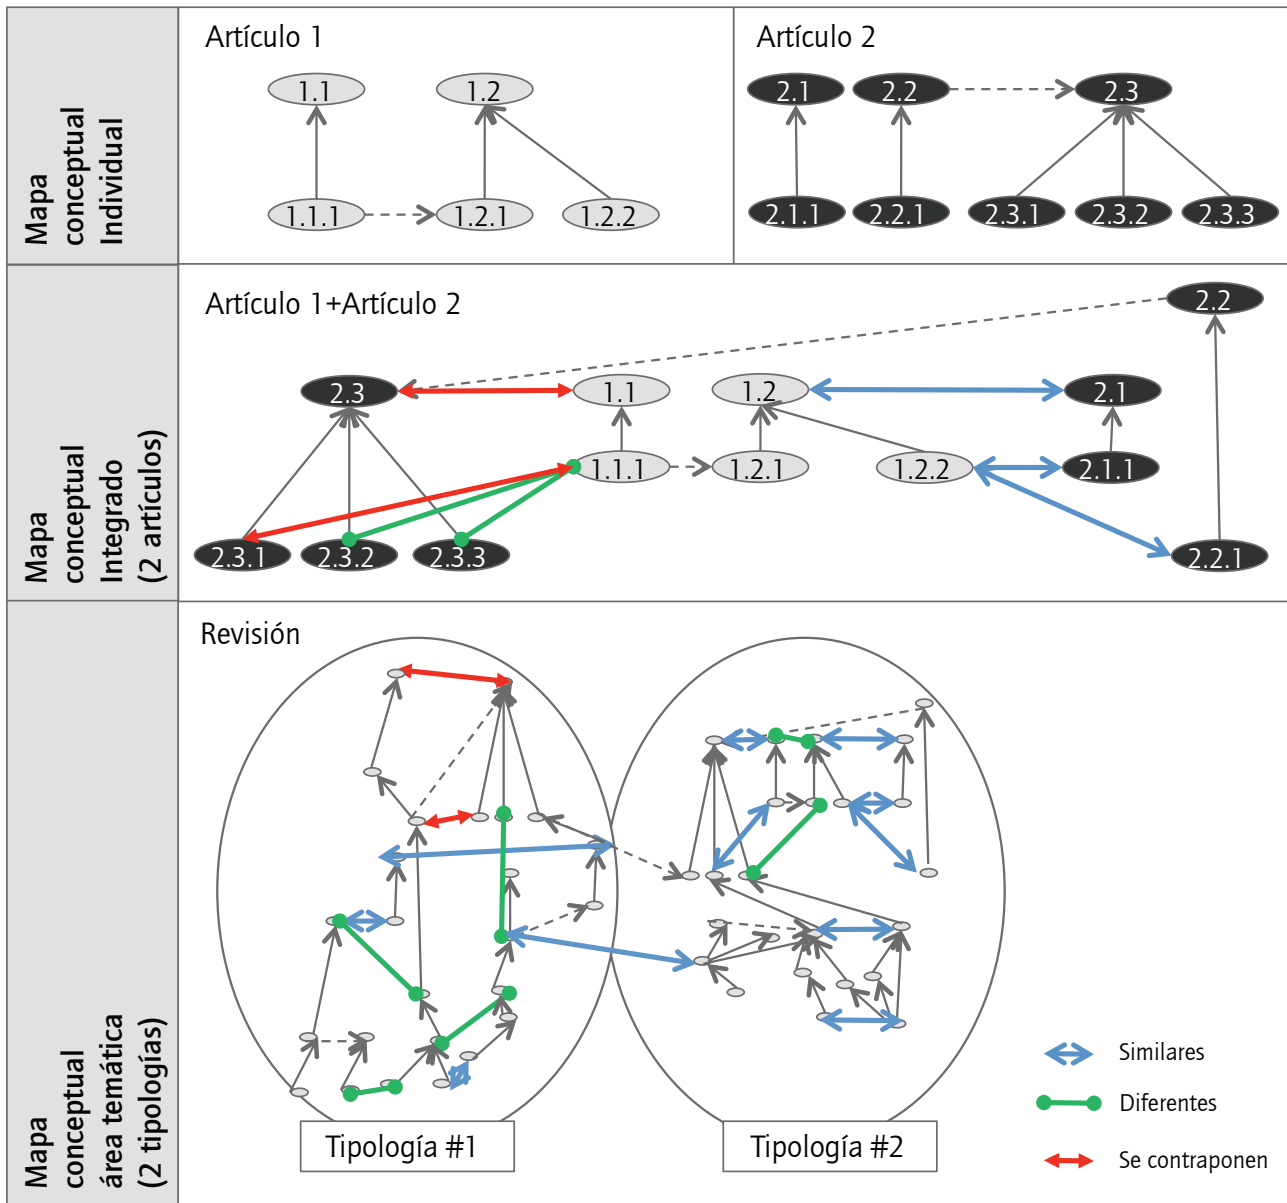 Mapa
conceptual
Individual
Artículo 1
1.1
1.2
1.1.1
1.2.1
1.2.2
Artículo 2
2.1
2.2
2.3
2.1.1
2.2.1
2.3.1
2.3.2
2.3.3
Mapa
conceptual
Integrado
(2 artículos)
Artículo 1+Artículo 2
2.2
2.3
1.1
1.2
2.1
1.1.1
1.2.1
1.2.2
2.1.1
2.3.1
2.3.2
2.3.3
2.2.1
Mapa
conceptual
área temática
(2 tipologías)
Revisión
Similares
Diferentes
Se contraponen
Tipología #1
Tipología #2